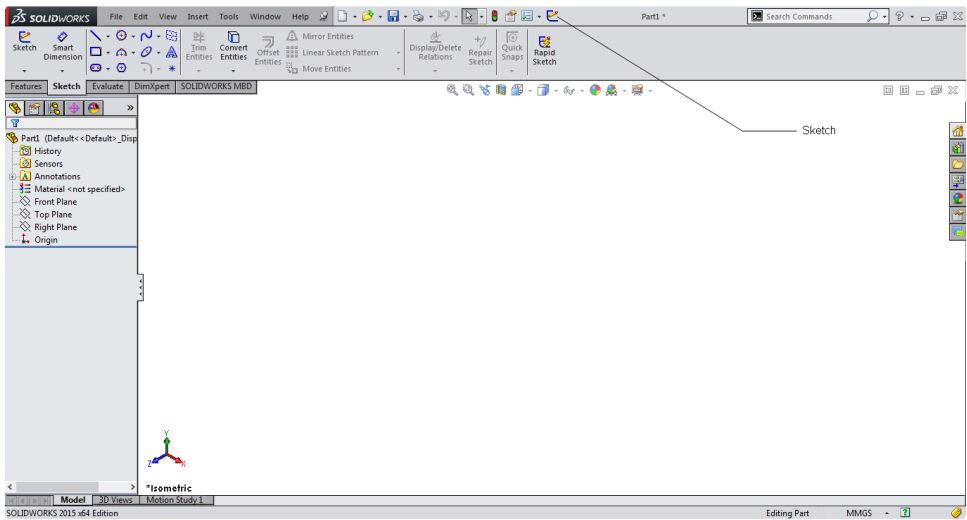 SOLIDWORKS File Edit View Insert Tools Window Help Part1 * Search Commands
Sketch Smart Dimension Trim Entities Convert Entities Offset Entities Mirror Entities Linear Sketch Pattern Move Entities Display/Delete Relations Repair Sketch Quick Snaps Rapid Sketch
Features Sketch Evaluate DimXpert SOLIDWORKS MBD
Sketch
Part1 (Default<<Default>_Disp
History
Sensors
Annotations
Material <not specified>
Front Plane
Top Plane
Right Plane
Origin
Y
Z X
*Isometric
Model 3D Views Motion Study 1
SOLIDWORKS 2015 x64 Edition Editing Part MMGS